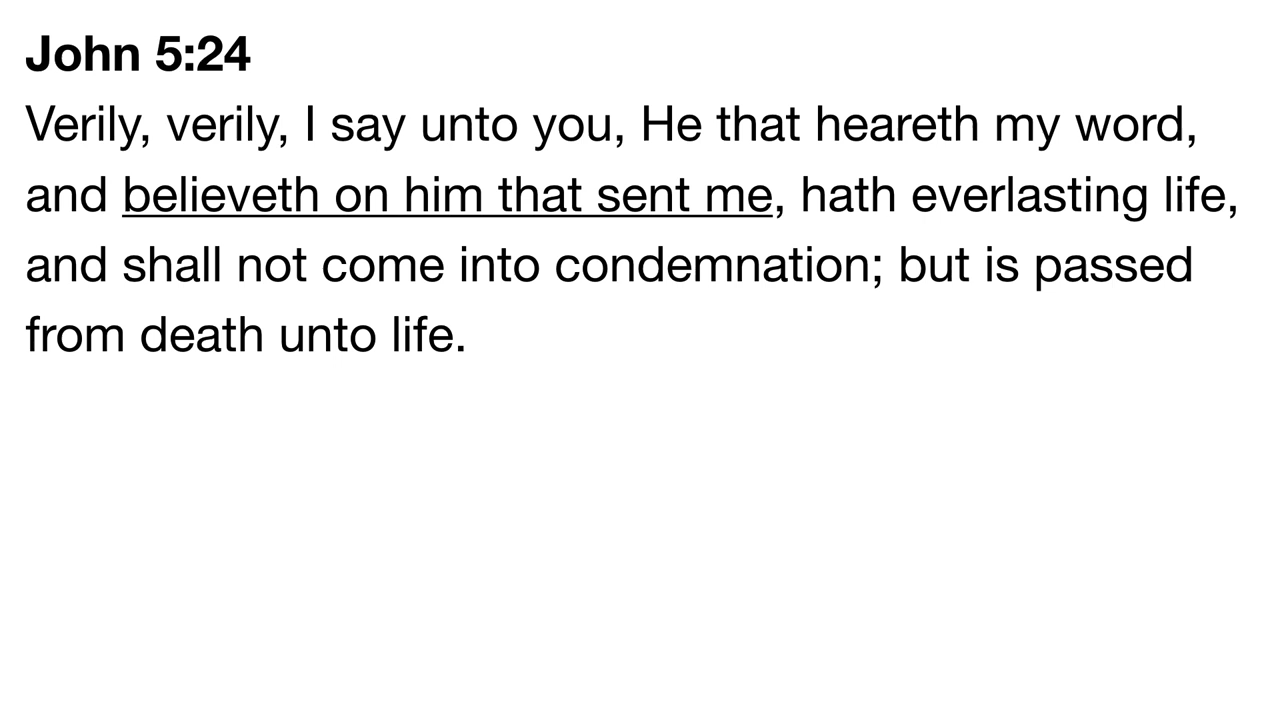 John 5:24
Verily, verily, I say unto you, He that heareth my word,
and believeth on him that sent me, hath everlasting life,
and shall not come into condemnation; but is passed
from death unto life.